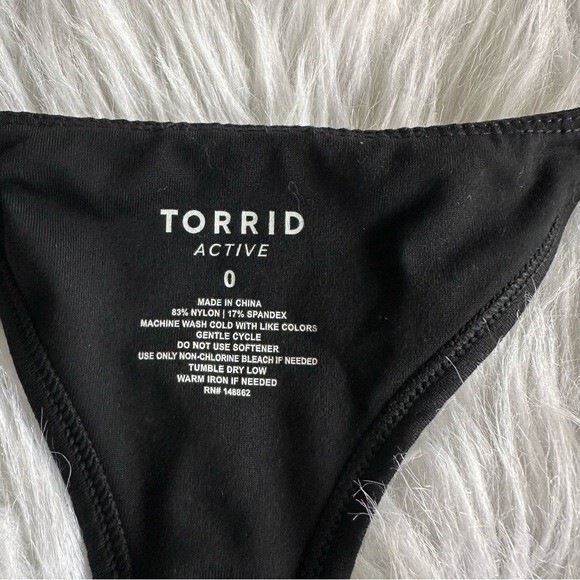 TORRID
ACTIVE
0
MADE IN CHINA
83% NYLON | 17% SPANDEX
MACHINE WASH COLD WITH LIKE COLORS
GENTLE CYCLE
DO NOT USE SOFTENER
USE ONLY NON-CHLORINE BLEACH IF NEEDED
TUMBLE DRY LOW
WARM IRON IF NEEDED
RN# 148862